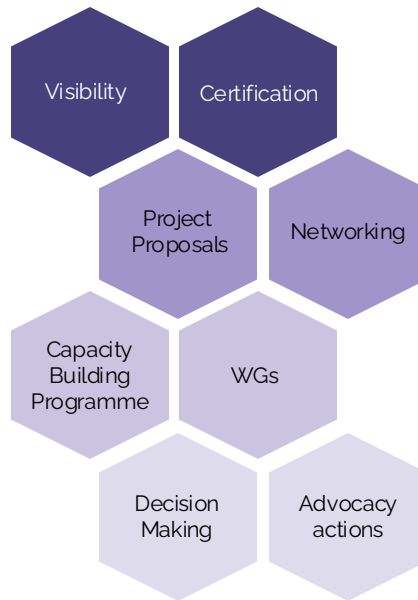 Visibility
Certification
Project
Proposals
Networking
Capacity
Building
Programme
WGs
Decision
Making
Advocacy
actions